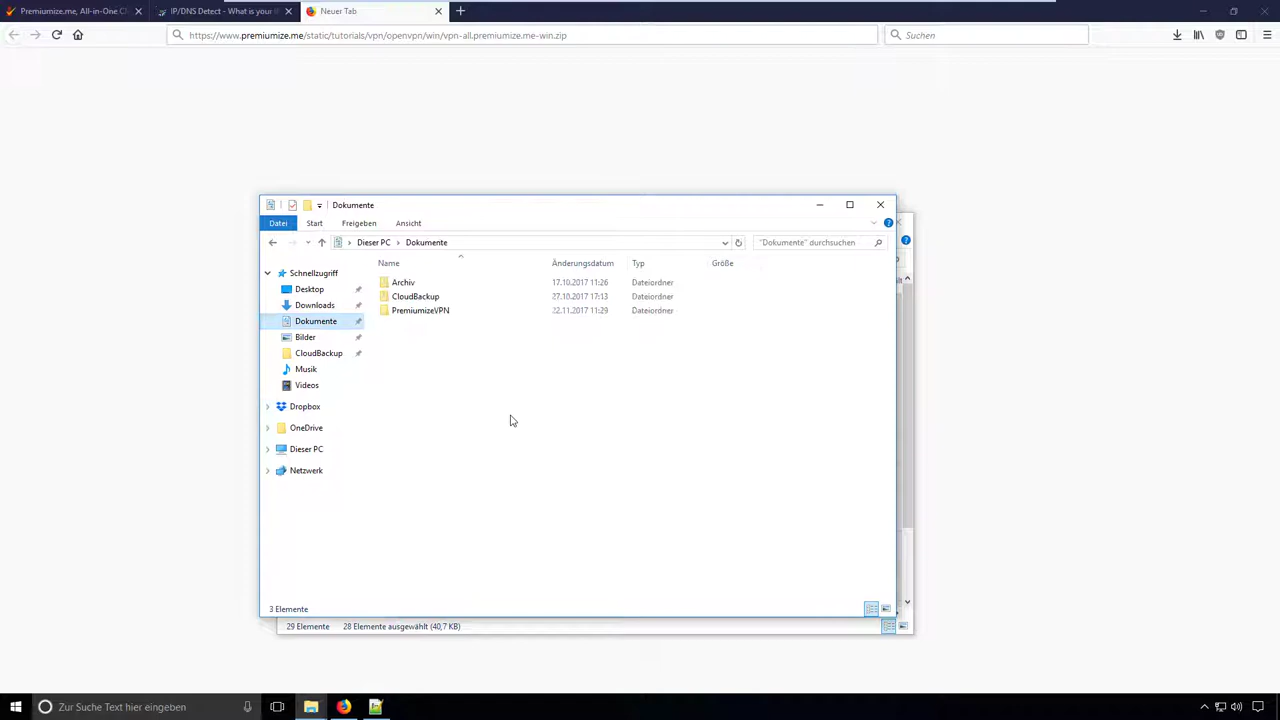 Premiumize.me, All-in-One C
IP/DNS Detect - What is your I
Neuer Tab
https://www.premiumize.me/static/tutorials/vpn/openvpn/win/vpn-all.premiumize.me-win.zip
Suchen
Dokumente
Datei Start Freigeben Ansicht
Dieser PC Dokumente
"Dokumente" durchsuchen
Name Änderungsdatum Typ Größe
Schnellzugriff
Desktop
Downloads
Dokumente
Bilder
CloudBackup
Musik
Videos
Dropbox
OneDrive
Dieser PC
Netzwerk
Archiv 17.10.2017 11:26 Dateiordner
CloudBackup 27.10.2017 17:13 Dateiordner
PremiumizeVPN 22.11.2017 11:29 Dateiordner
3 Elemente
29 Elemente 28 Elemente ausgewählt (40,7 KB)
Zur Suche Text hier eingeben